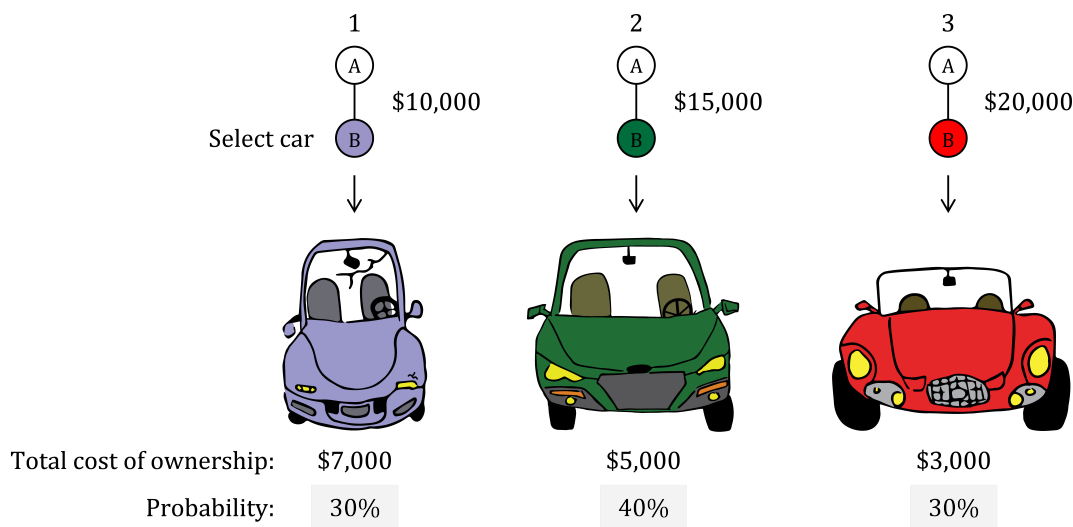 1 2 3
A A A
$10,000 $15,000 $20,000
Select car B B B
Total cost of ownership: $7,000 $5,000 $3,000
Probability: 30% 40% 30%